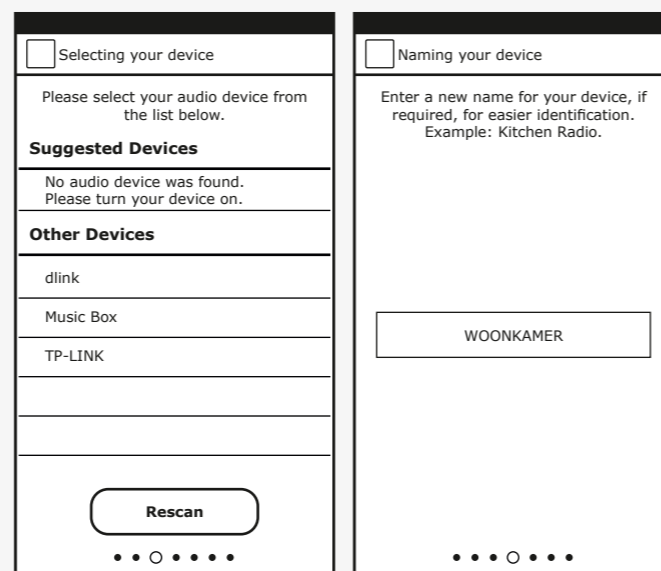 Selecting your device
Please select your audio device from
the list below.
Suggested Devices
No audio device was found.
Please turn your device on.
Other Devices
dlink
Music Box
TP-LINK
Rescan
Naming your device
Enter a new name for your device, if
required, for easier identification.
Example: Kitchen Radio.
WOONKAMER